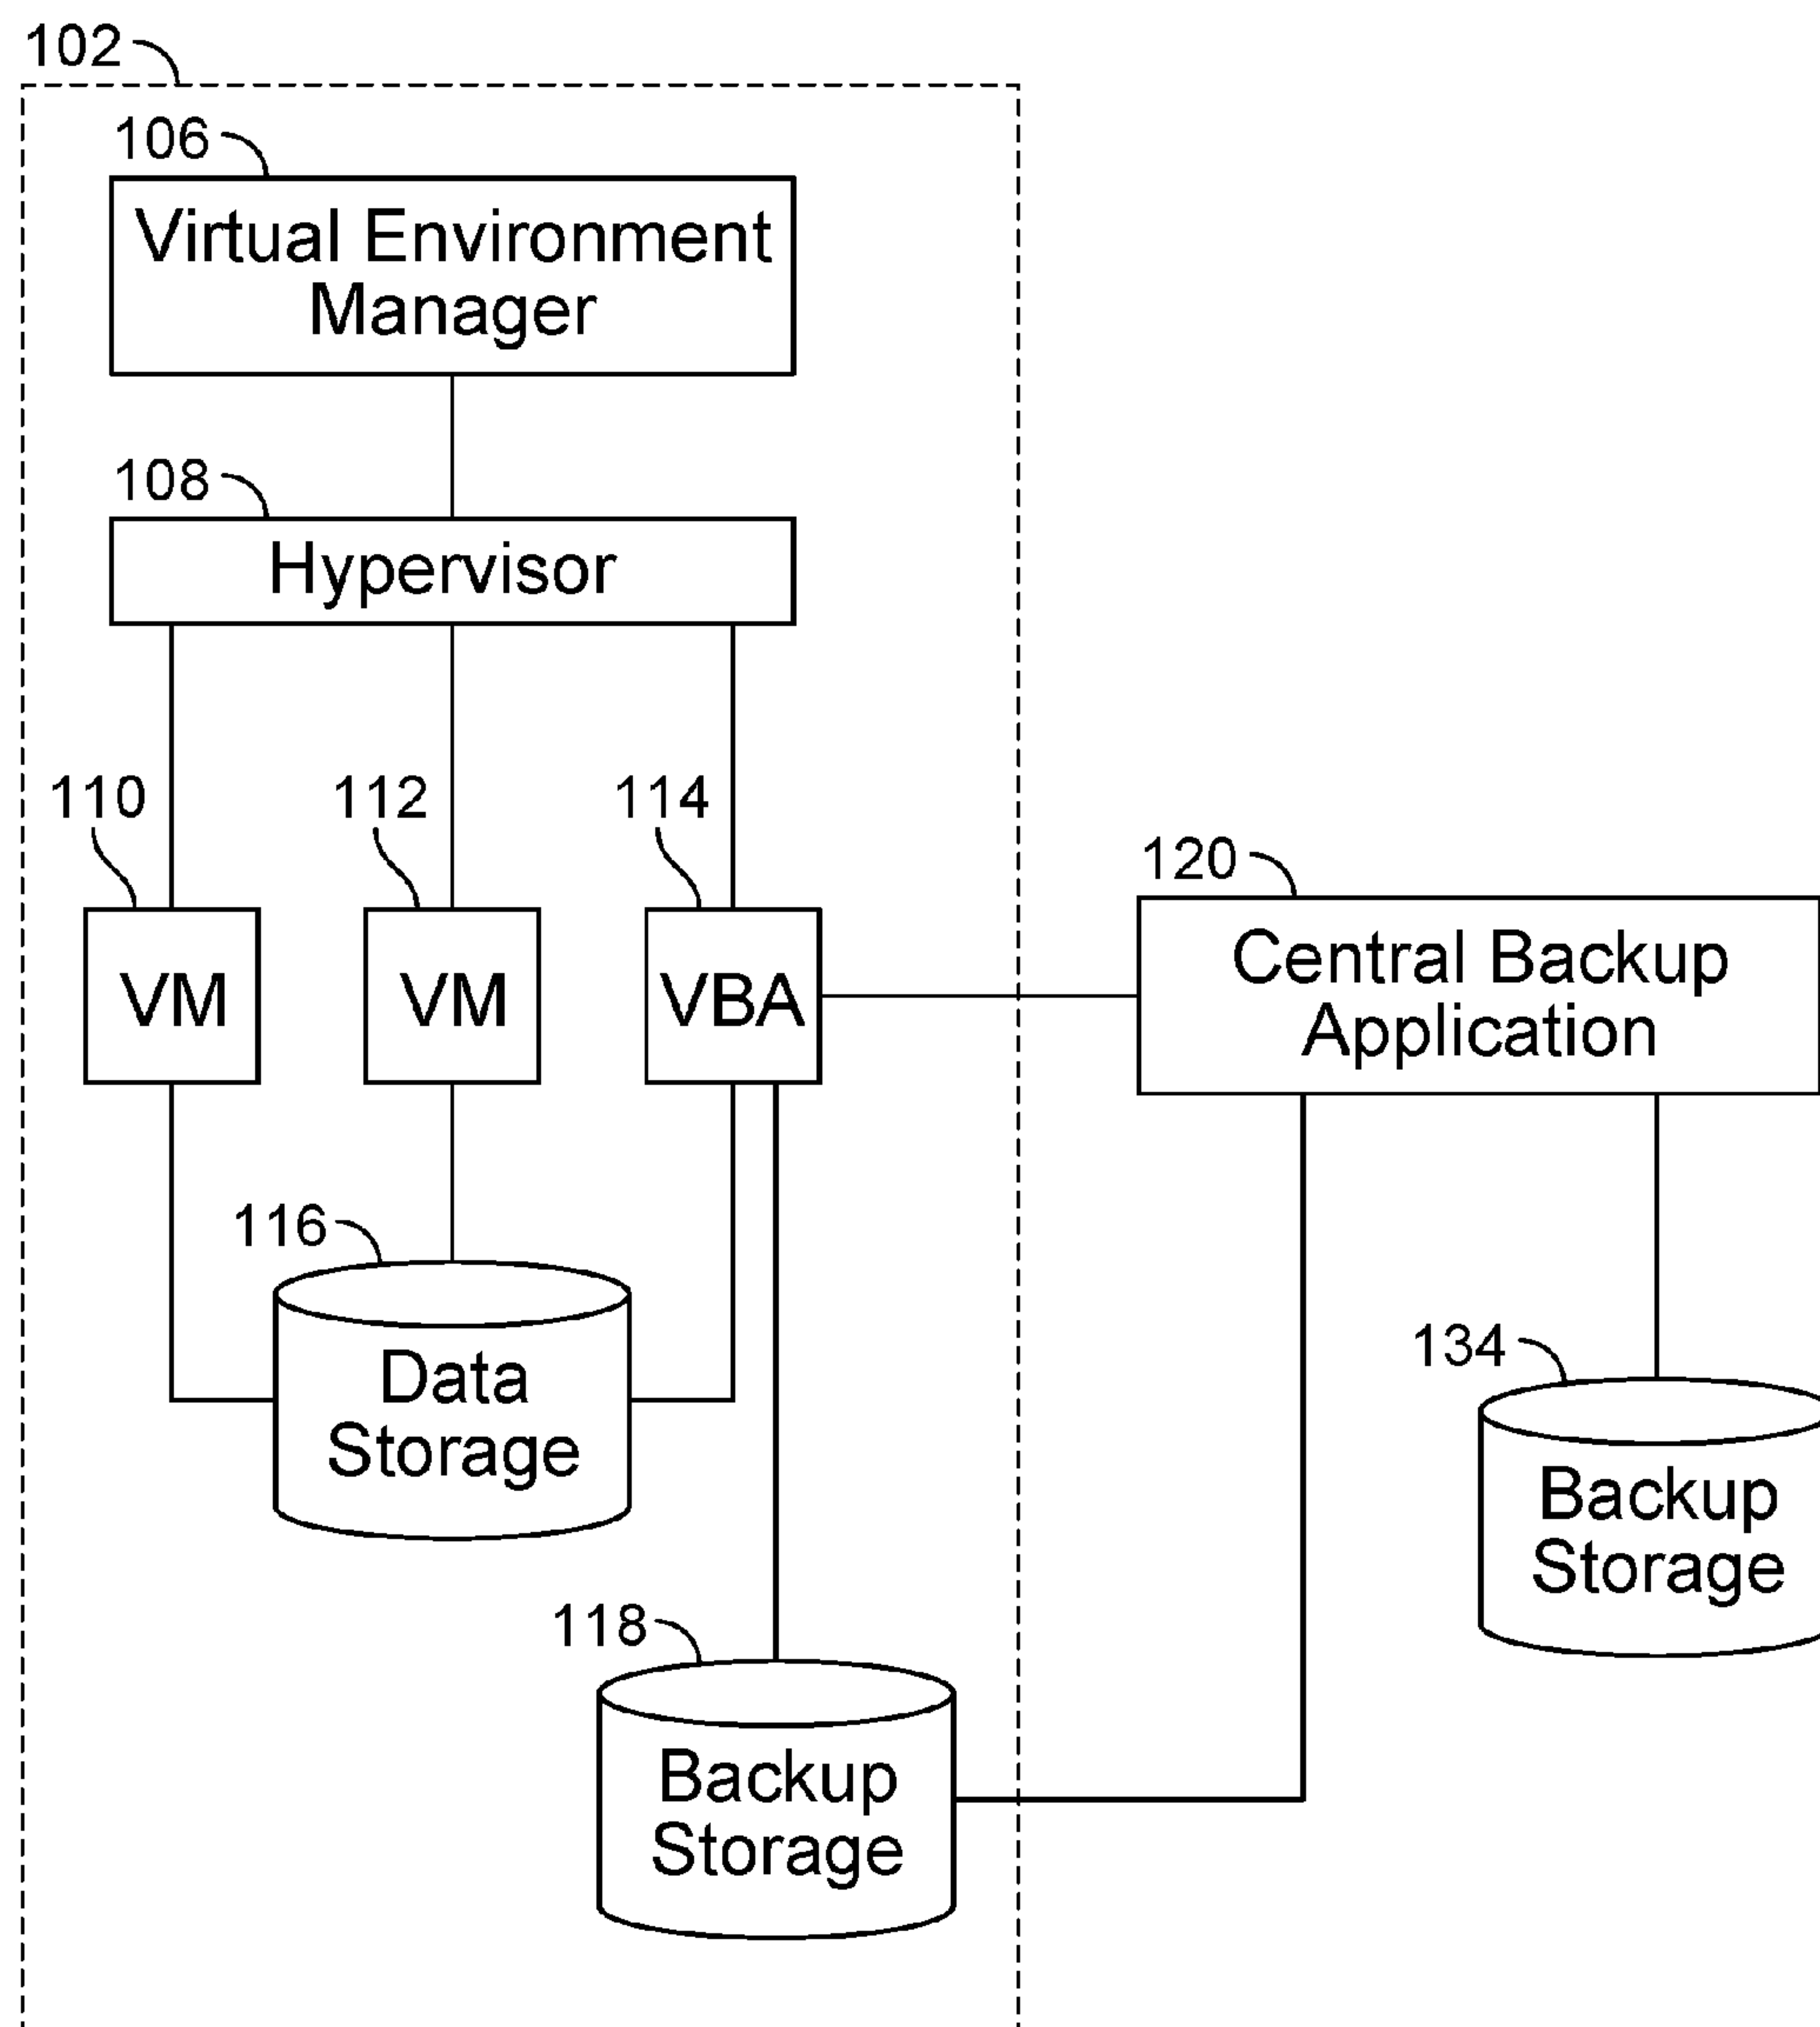 102
106
Virtual Environment
Manager
108
Hypervisor
110
112
114
VM
VM
VBA
120
Central Backup
Application
116
Data
Storage
134
Backup
Storage
118
Backup
Storage